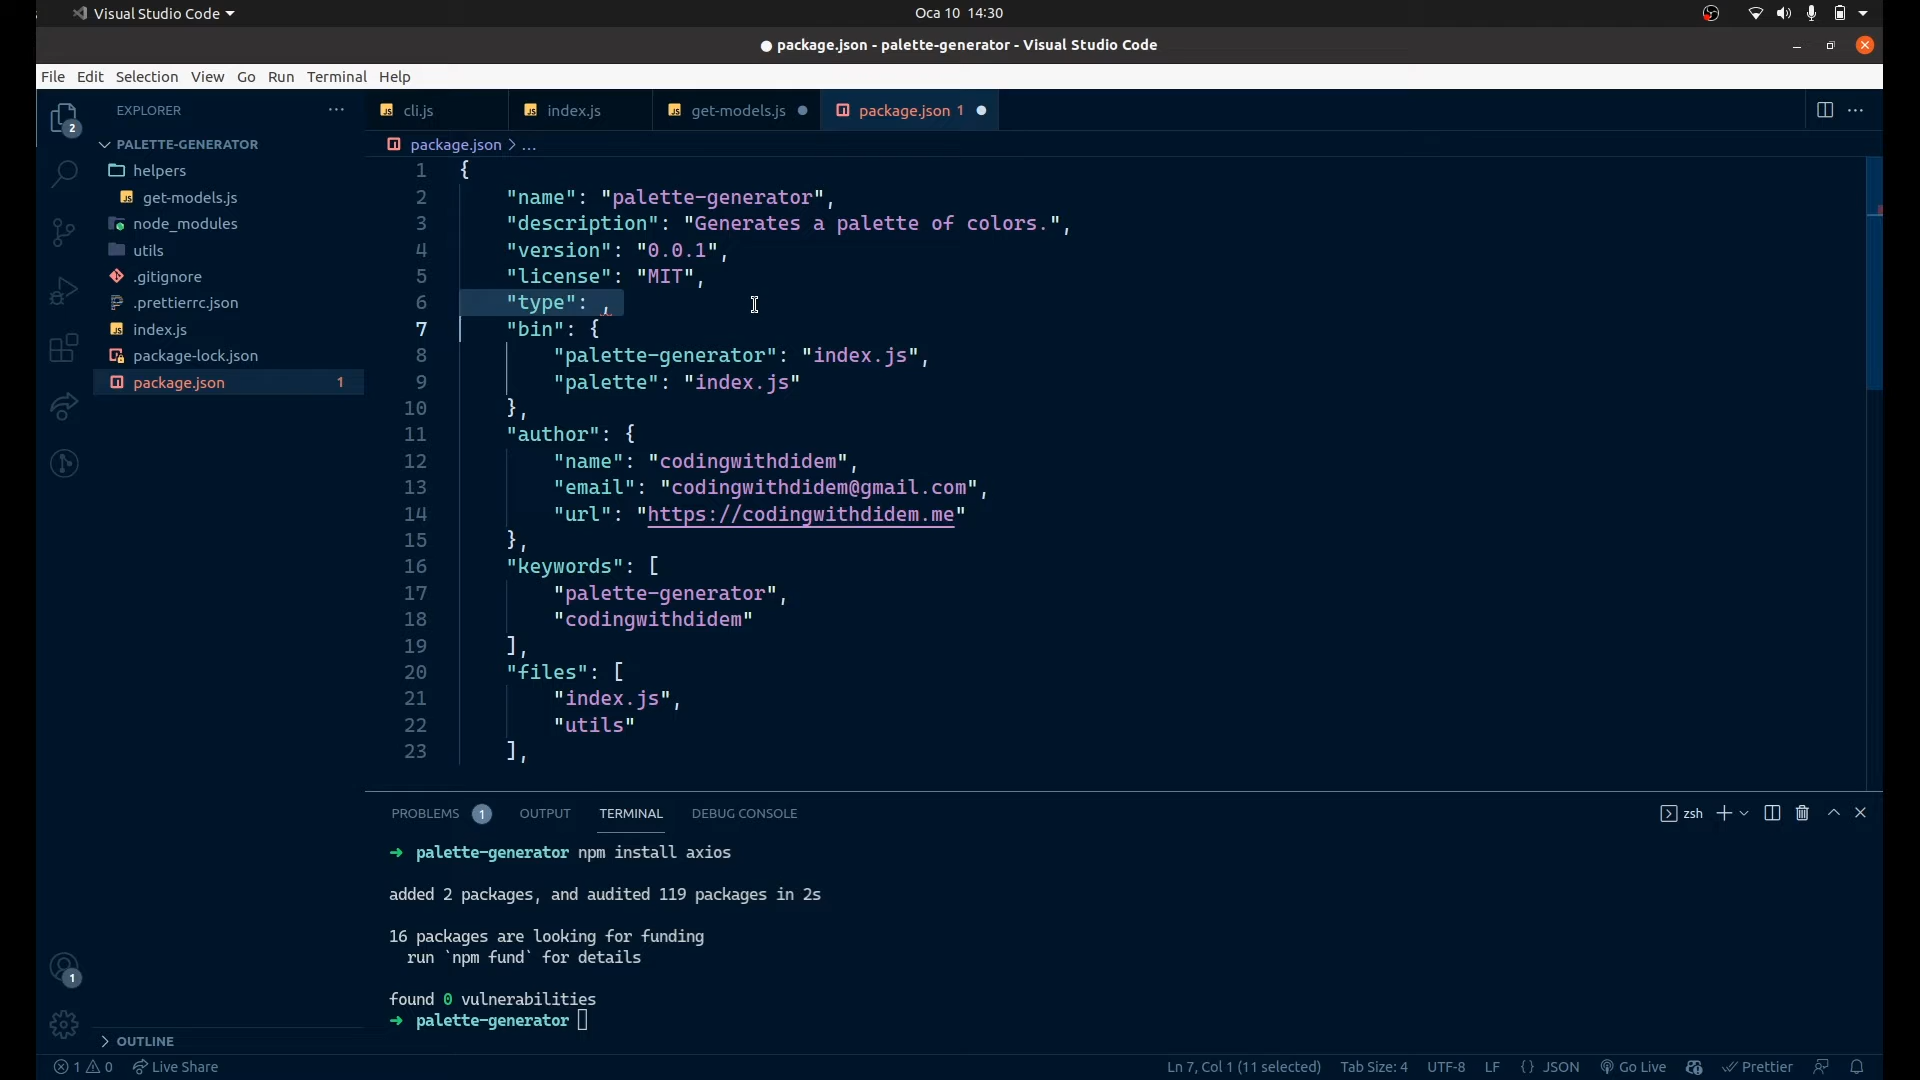 Visual Studio Code
Oca 10 14:30
package.json - palette-generator - Visual Studio Code
File Edit Selection View Go Run Terminal Help
EXPLORER
cli.js
index.js
get-models.js
package.json 1
2
PALETTE-GENERATOR
package.json > ...
helpers
get-models.js
node_modules
utils
.gitignore
.prettierrc.json
index.js
package-lock.json
package.json 1
1 {
2 "name": "palette-generator",
3 "description": "Generates a palette of colors.",
4 "version": "0.0.1",
5 "license": "MIT",
6 "type": ,
7 "bin": {
8 "palette-generator": "index.js",
9 "palette": "index.js"
10 },
11 "author": {
12 "name": "codingwithdidem",
13 "email": "codingwithdidem@gmail.com",
14 "url": "https://codingwithdidem.me"
15 },
16 "keywords": [
17 "palette-generator",
18 "codingwithdidem"
19 ],
20 "files": [
21 "index.js",
22 "utils"
23 ],
PROBLEMS 1 OUTPUT TERMINAL DEBUG CONSOLE
zsh
➜ palette-generator npm install axios
added 2 packages, and audited 119 packages in 2s
16 packages are looking for funding
run `npm fund` for details
found 0 vulnerabilities
➜ palette-generator
1
OUTLINE
1 0 Live Share
Ln 7, Col 1 (11 selected) Tab Size: 4 UTF-8 LF {} JSON Go Live Prettier